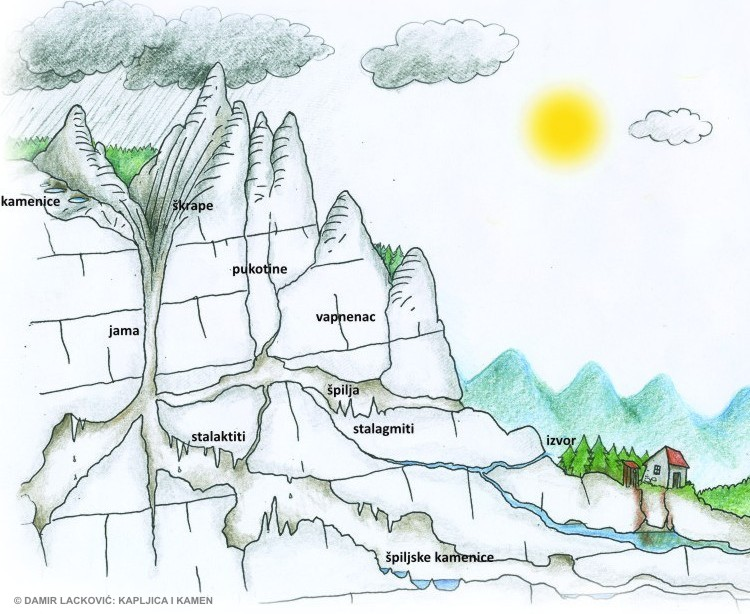 kamenice
škrape
pukotine
vapnenac
jama
špilja
stalagmiti
stalaktiti
izvor
špiljske kamenice
© DAMIR LACKOVIĆ: KAPLJICA I KAMEN